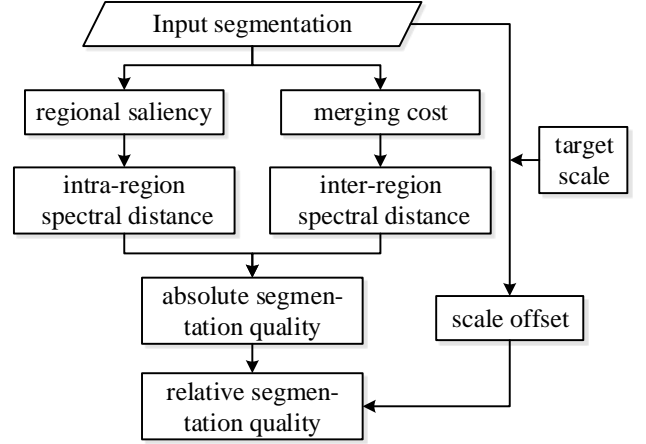 Input segmentation
regional saliency
merging cost
target
scale
intra-region
spectral distance
inter-region
spectral distance
absolute segmen-
tation quality
scale offset
relative segmen-
tation quality